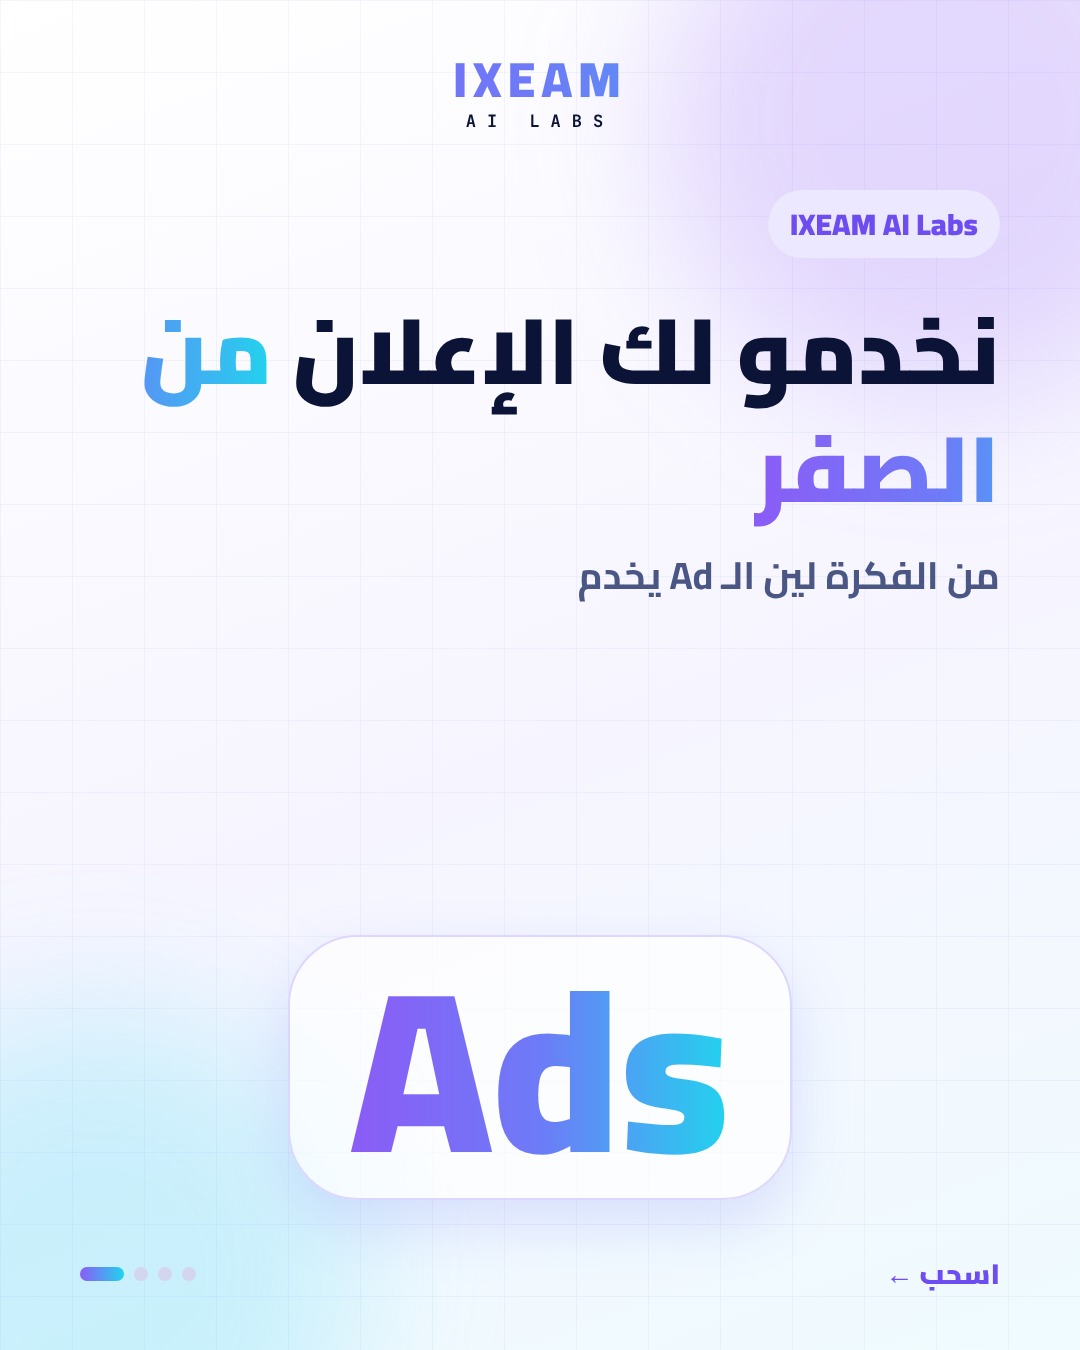 IXEAM
AI LABS
IXEAM AI Labs
نخدمو لك الإعلان من
الصفر
من الفكرة لين الـ Ad يخدم
Ads
اسحب ←